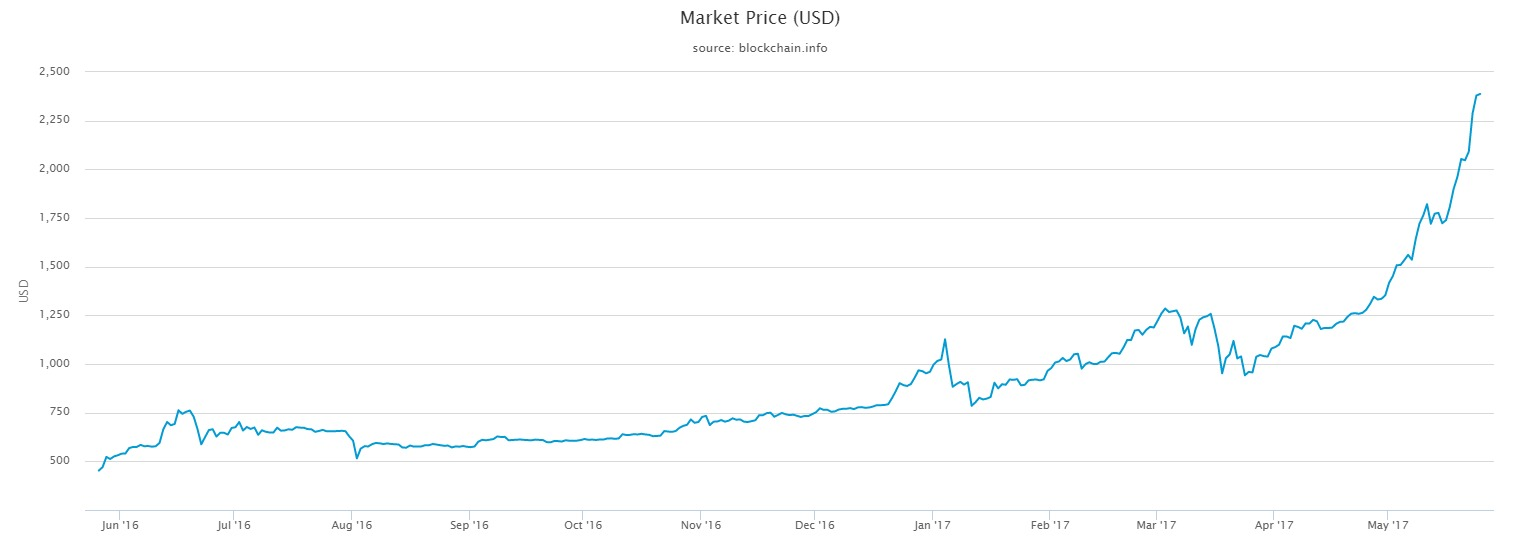 Market Price (USD)
source: blockchain.info
2,500
2,250
2,000
1,750
1,500
1,250
1,000
750
500
USD
Jun '16 Jul '16 Aug '16 Sep '16 Oct '16 Nov '16 Dec '16 Jan '17 Feb '17 Mar '17 Apr '17 May '17